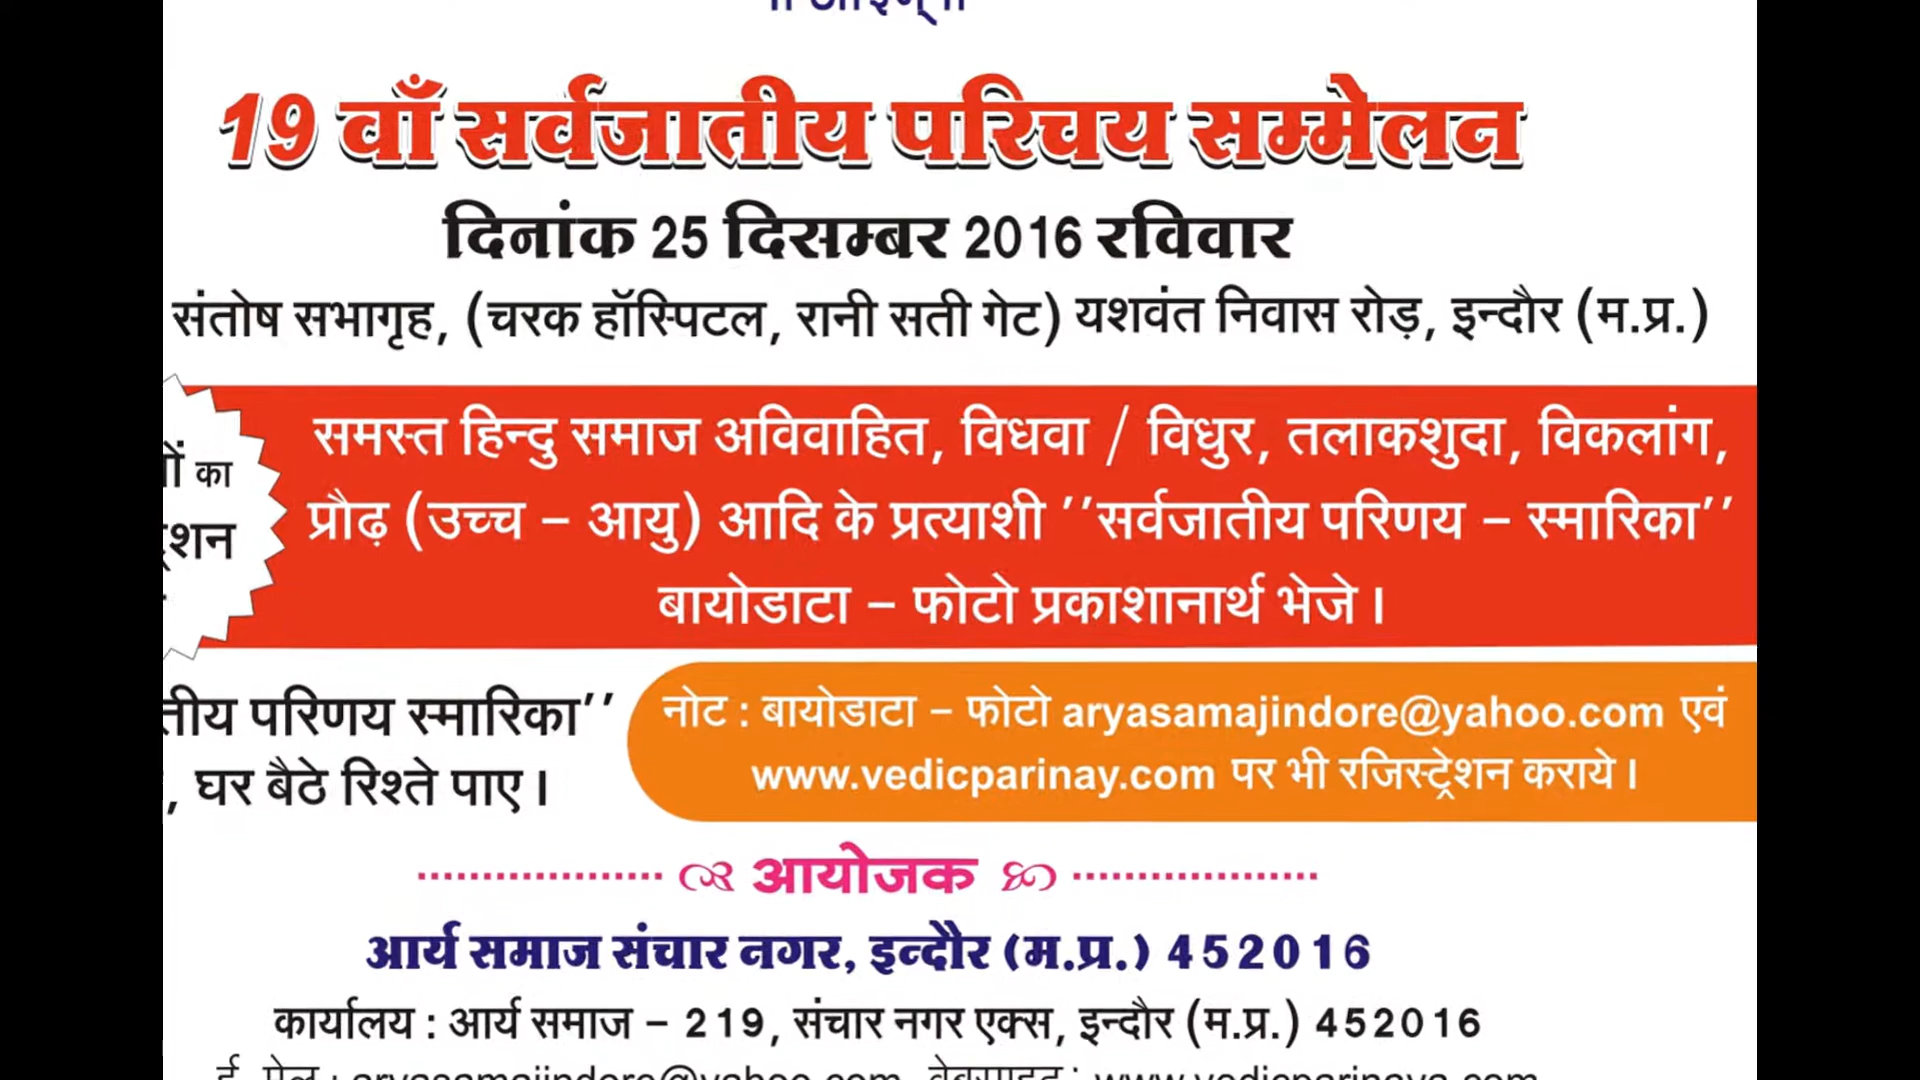 19 वाँ सर्वजातीय परिचय सम्मेलन
दिनांक 25 दिसम्बर 2016 रविवार
संतोष सभागृह, (चरक हॉस्पिटल, रानी सती गेट) यशवंत निवास रोड़, इन्दौर (म.प्र.)
का
समस्त हिन्दु समाज अविवाहित, विधवा / विधुर, तलाकशुदा, विकलांग,
प्रौढ़ (उच्च – आयु) आदि के प्रत्याशी ’’सर्वजातीय परिणय – स्मारिका’’
बायोडाटा – फोटो प्रकाशानार्थ भेजे ।
परिणय स्मारिका’’
, घर बैठे रिश्ते पाए ।
नोट : बायोडाटा – फोटो aryasamajindore@yahoo.com एवं
www.vedicparinay.com पर भी रजिस्ट्रेशन कराये ।
आयोजक
आर्य समाज संचार नगर, इन्दौर (म.प्र.) 452016
कार्यालय : आर्य समाज – 219, संचार नगर एक्स, इन्दौर (म.प्र.) 452016